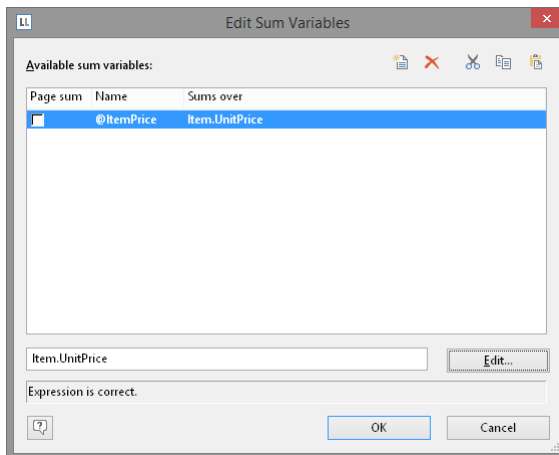 LL
Edit Sum Variables
Available sum variables:
Page sum Name Sums over
@ItemPrice Item.UnitPrice
Item.UnitPrice
Edit...
Expression is correct.
OK
Cancel